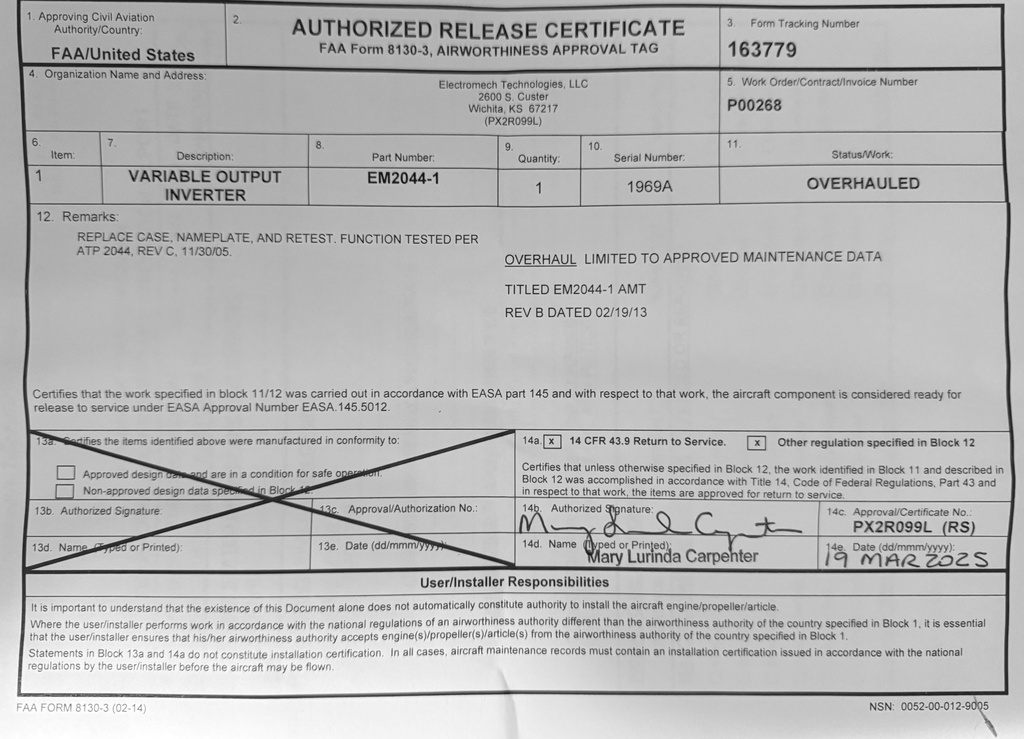 1. Approving Civil Aviation
Authority/Country:
FAA/United States
2.
AUTHORIZED RELEASE CERTIFICATE
FAA Form 8130-3, AIRWORTHINESS APPROVAL TAG
3. Form Tracking Number
163779
4. Organization Name and Address:
Electromech Technologies, LLC
2600 S. Custer
Wichita, KS 67217
(PX2R099L)
5. Work Order/Contract/Invoice Number
P00268
6.
Item:
7.
Description:
8.
Part Number:
9.
Quantity:
10.
Serial Number:
11.
Status/Work:
1
VARIABLE OUTPUT
INVERTER
EM2044-1
1
1969A
OVERHAULED
12. Remarks:
REPLACE CASE, NAMEPLATE, AND RETEST. FUNCTION TESTED PER
ATP 2044, REV C, 11/30/05.
OVERHAUL LIMITED TO APPROVED MAINTENANCE DATA
TITLED EM2044-1 AMT
REV B DATED 02/19/13
Certifies that the work specified in block 11/12 was carried out in accordance with EASA part 145 and with respect to that work, the aircraft component is considered ready for
release to service under EASA Approval Number EASA.145.5012.
13a. Certifies the items identified above were manufactured in conformity to:
Approved design data and are in a condition for safe operation.
Non-approved design data specified in Block 12.
13b. Authorized Signature:
13c. Approval/Authorization No.:
13d. Name (Typed or Printed):
13e. Date (dd/mmm/yyyy):
14a. x 14 CFR 43.9 Return to Service. x Other regulation specified in Block 12
Certifies that unless otherwise specified in Block 12, the work identified in Block 11 and described in
Block 12 was accomplished in accordance with Title 14, Code of Federal Regulations, Part 43 and
in respect to that work, the items are approved for return to service.
14b. Authorized Signature:
Mary Lurinda Carpenter
14c. Approval/Certificate No.:
PX2R099L (RS)
14d. Name (Typed or Printed):
Mary Lurinda Carpenter
14e. Date (dd/mmm/yyyy):
19 MAR 2025
User/Installer Responsibilities
It is important to understand that the existence of this Document alone does not automatically constitute authority to install the aircraft engine/propeller/article.
Where the user/installer performs work in accordance with the national regulations of an airworthiness authority different than the airworthiness authority of the country specified in Block 1, it is essential
that the user/installer ensures that his/her airworthiness authority accepts engine(s)/propeller(s)/article(s) from the airworthiness authority of the country specified in Block 1.
Statements in Block 13a and 14a do not constitute installation certification. In all cases, aircraft maintenance records must contain an installation certification issued in accordance with the national
regulations by the user/installer before the aircraft may be flown.
FAA FORM 8130-3 (02-14)
NSN: 0052-00-012-9005